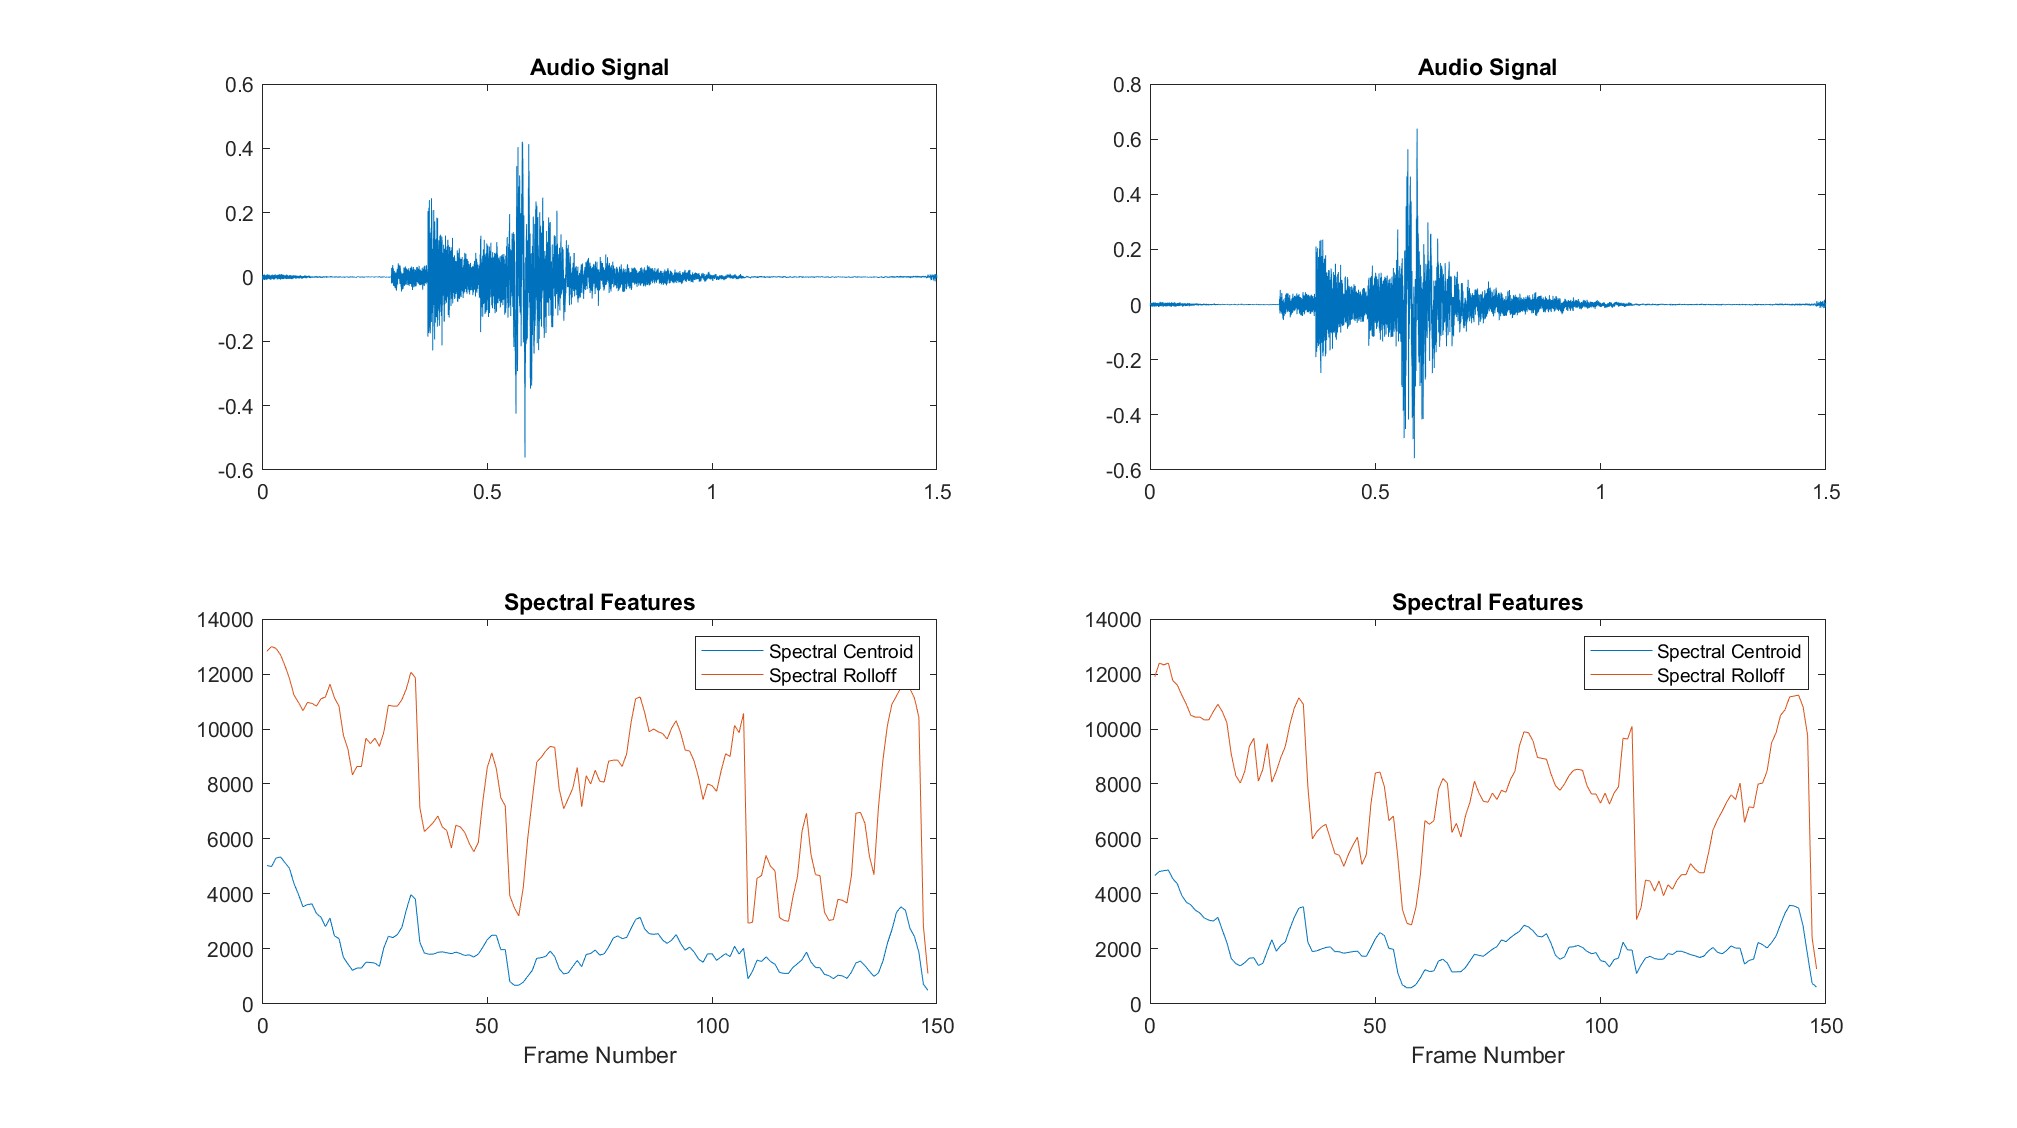 Audio Signal
0.6
0.4
0.2
0
-0.2
-0.4
-0.6
0 0.5 1 1.5
Audio Signal
0.8
0.6
0.4
0.2
0
-0.2
-0.4
-0.6
0 0.5 1 1.5
Spectral Features
14000
12000
10000
8000
6000
4000
2000
0
Spectral Centroid
Spectral Rolloff
0 50 100 150
Frame Number
Spectral Features
14000
12000
10000
8000
6000
4000
2000
0
Spectral Centroid
Spectral Rolloff
0 50 100 150
Frame Number